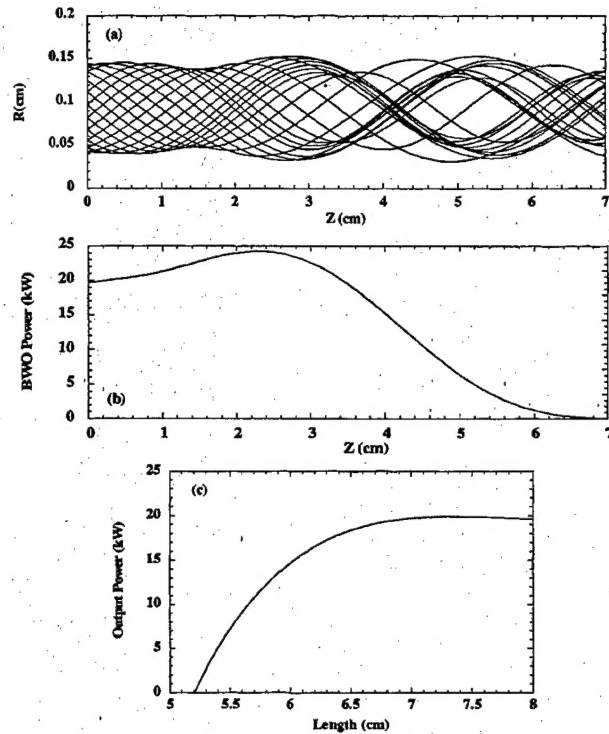 (a)
0.2
0.15
0.1
0.05
0
R(cm)
0 1 2 3 4 5 6 7
Z (cm)
(b)
25
20
15
10
5
0
BWO Power (kW)
0 1 2 3 4 5 6 7
Z (cm)
(c)
25
20
15
10
5
0
Output Power (kW)
5 5.5 6 6.5 7 7.5 8
Length (cm)